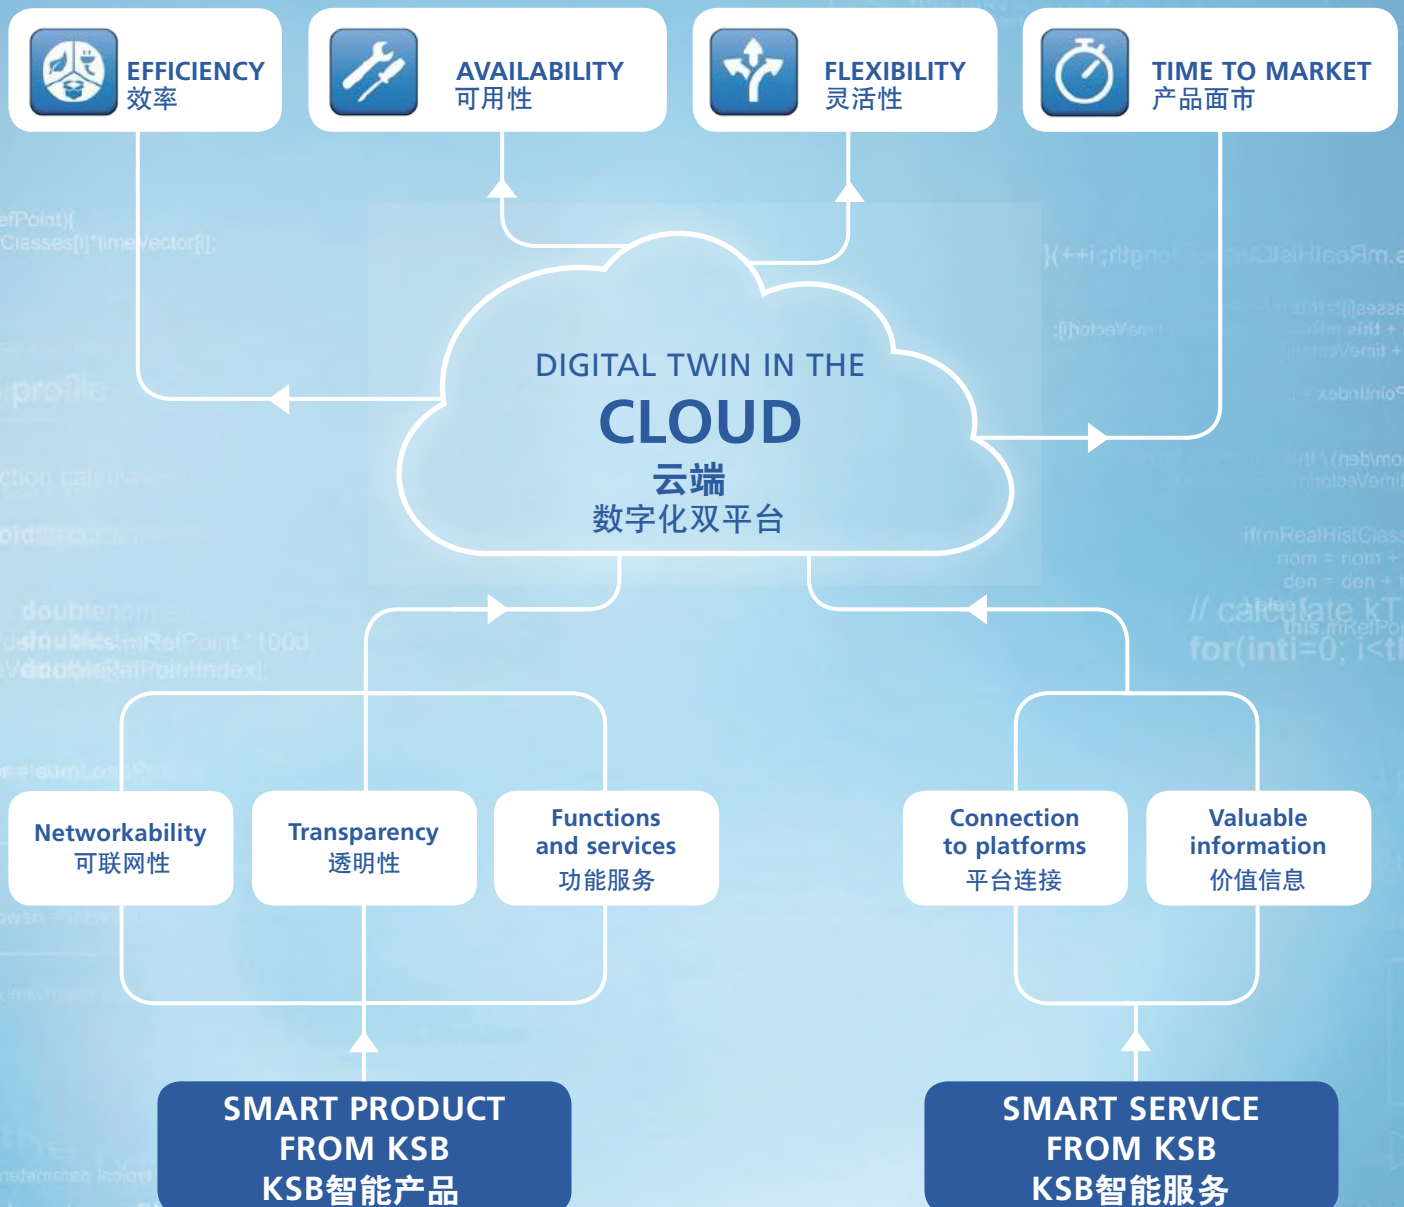 EFFICIENCY
效率
AVAILABILITY
可用性
FLEXIBILITY
灵活性
TIME TO MARKET
产品面市
DIGITAL TWIN IN THE
CLOUD
云端
数字化双平台
Networkability
可联网性
Transparency
透明性
Functions
and services
功能服务
Connection
to platforms
平台连接
Valuable
information
价值信息
SMART PRODUCT
FROM KSB
KSB智能产品
SMART SERVICE
FROM KSB
KSB智能服务